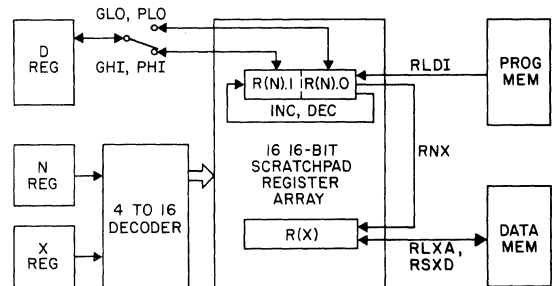 GLO, PLO
D
REG
GHI, PHI
R(N).1 R(N).0
INC, DEC
RLDI
PROG
MEM
RNX
N
REG
X
REG
4 TO 16
DECODER
16 16-BIT
SCRATCHPAD
REGISTER
ARRAY
R(X)
RLXA,
RSXD
DATA
MEM